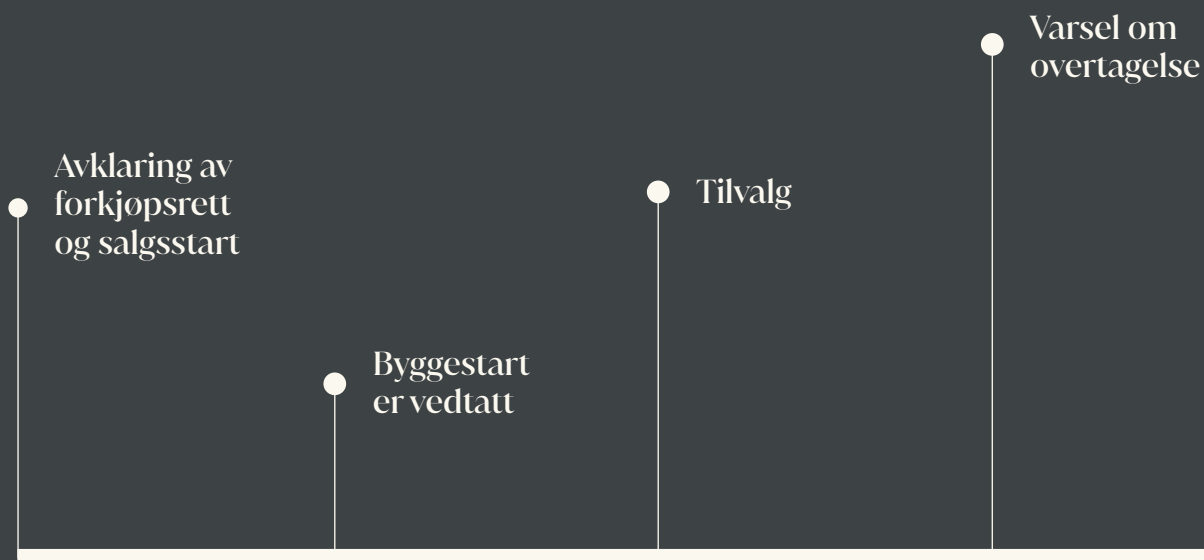 Avklaring av
forkjøpsrett
og salgsstart
Byggestart
er vedtatt
Tilvalg
Varsel om
overtagelse